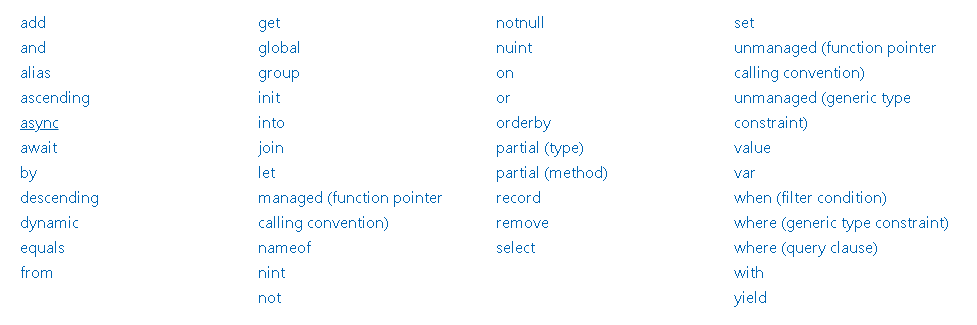 add
and
alias
ascending
async
await
by
descending
dynamic
equals
from
get
global
group
init
into
join
let
managed (function pointer
calling convention)
nameof
nint
not
notnull
nuint
on
or
orderby
partial (type)
partial (method)
record
remove
select
set
unmanaged (function pointer
calling convention)
unmanaged (generic type
constraint)
value
var
when (filter condition)
where (generic type constraint)
where (query clause)
with
yield